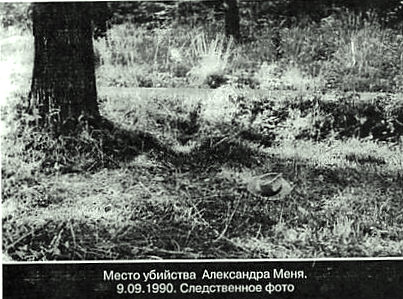 Место убийства Александра Меня.
9.09.1990. Следственное фото